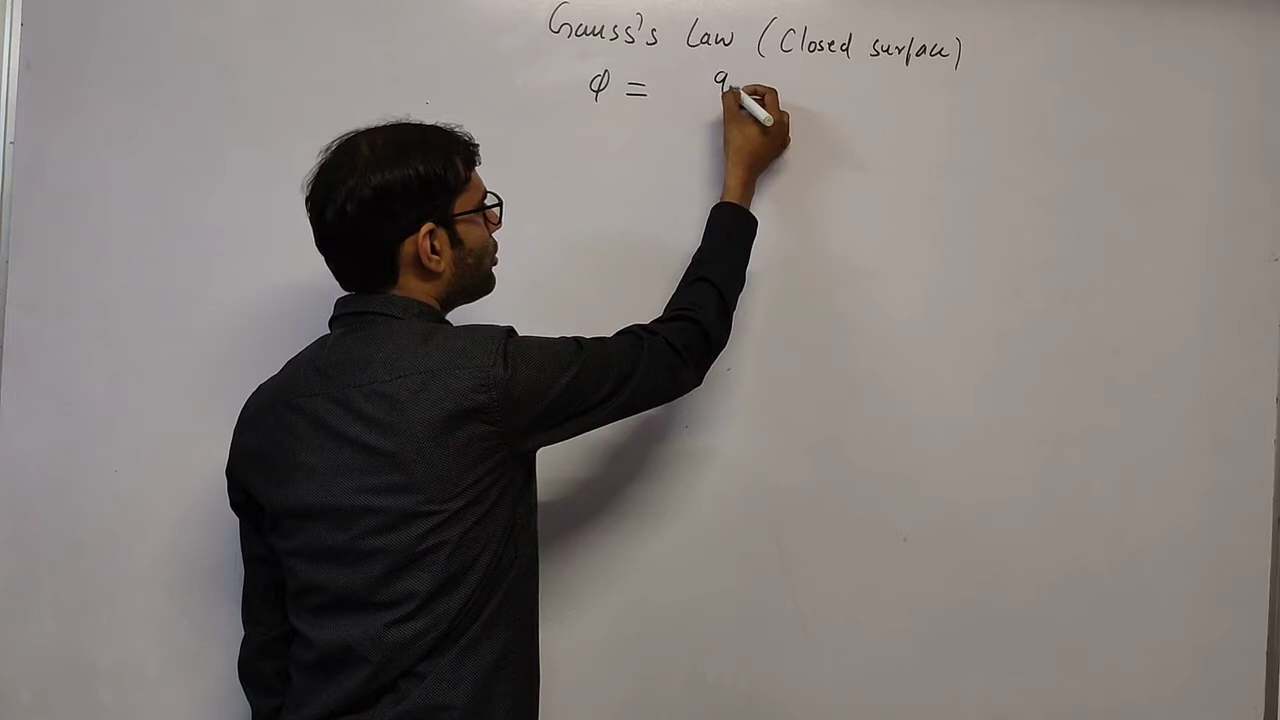 Gauss's Law (Closed surface)
φ = q